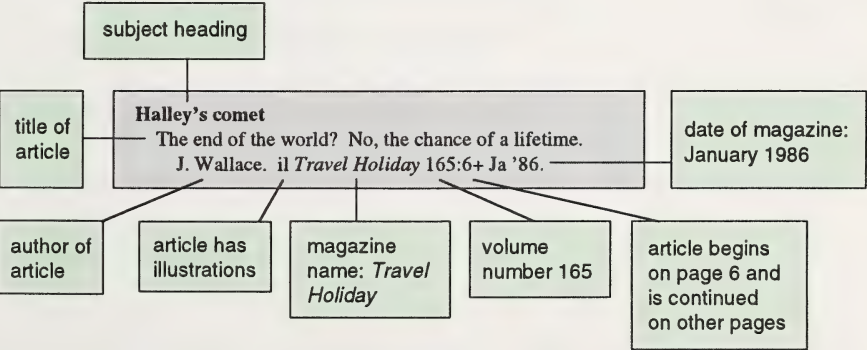 subject heading
title of
article
Halley's comet
The end of the world? No, the chance of a lifetime.
J. Wallace. il Travel Holiday 165:6+ Ja '86.
date of magazine:
January 1986
author of
article
article has
illustrations
magazine
name: Travel
Holiday
volume
number 165
article begins
on page 6 and
is continued
on other pages